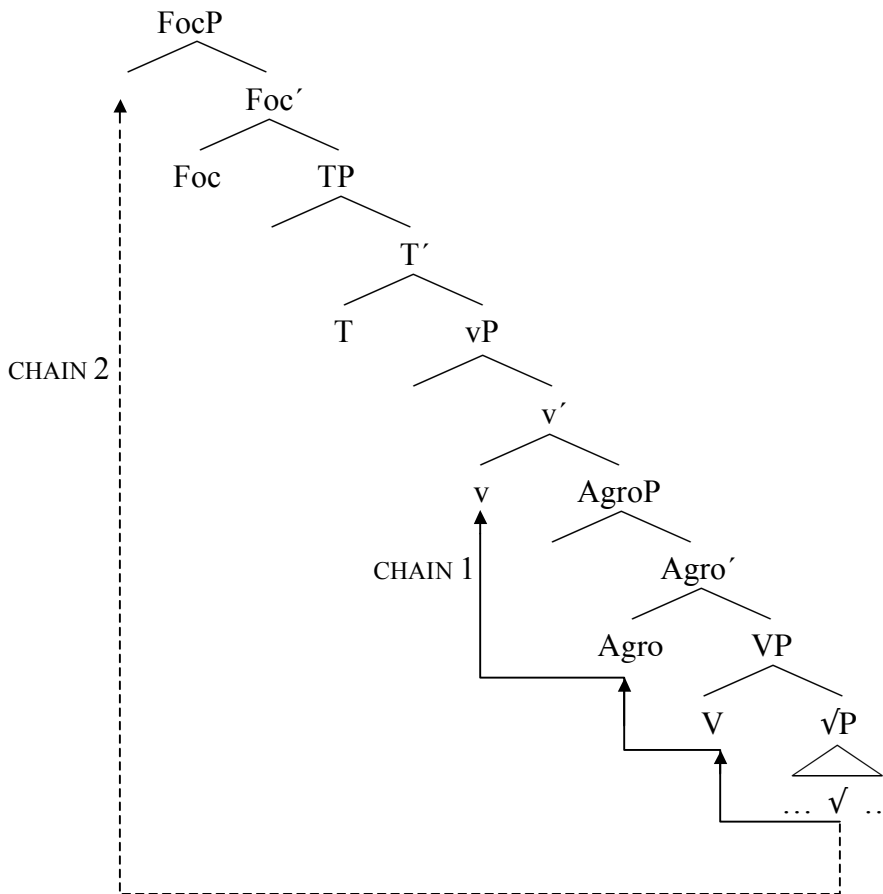 FocP
Foc´
Foc TP
T´
T vP
CHAIN 2
v´
v AgroP
CHAIN 1 Agro´
Agro VP
V √P
… √ ..